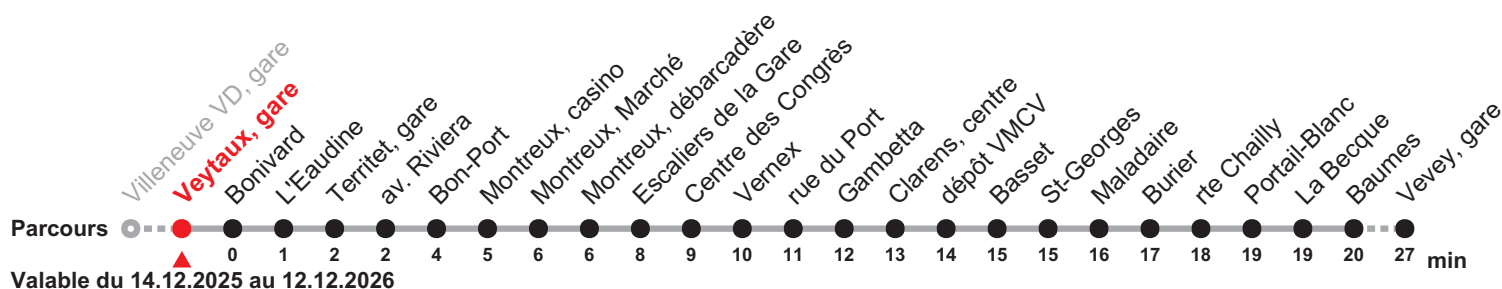 Villeneuve VD, gare
Veytaux, gare
Bonivard
L'Eaudine
Territet, gare
av. Riviera
Bon-Port
Montreux, casino
Montreux, Marché
Montreux, débarcadère
Escaliers de la Gare
Centre des Congrès
Vernex
rue du Port
Gambetta
Clarens, centre
dépôt VMCV
Basset
St-Georges
Maladaire
Burier
rte Chailly
Portail-Blanc
La Becque
Baumes
Vevey, gare
Parcours
0 1 2 2 4 5 6 6 8 9 10 11 12 13 14 15 15 16 17 18 19 19 20 27 min
Valable du 14.12.2025 au 12.12.2026